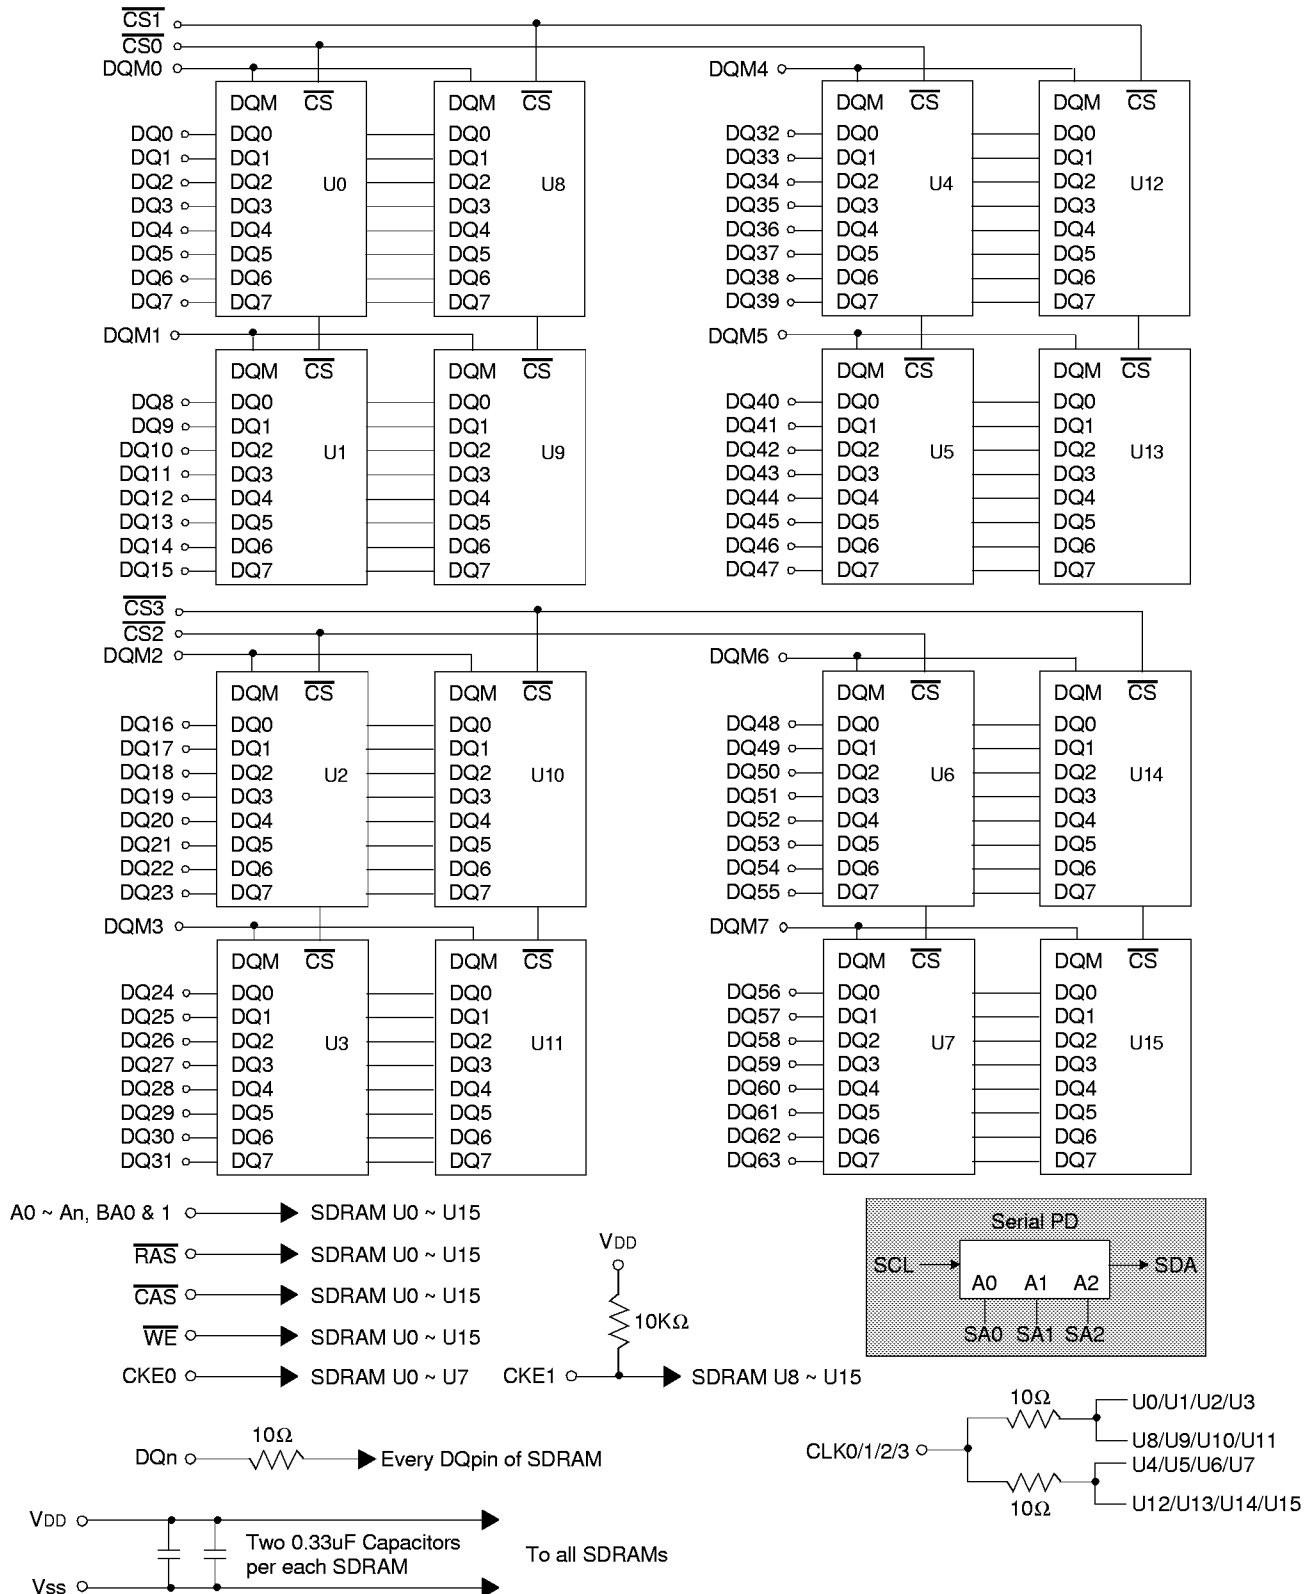 CS1
CS0
DQM0
DQM4
DQM CS
DQM CS
DQM CS
DQM CS
DQ0 DQ0 DQ0 DQ32 DQ0 DQ0
DQ1 DQ1 DQ1 DQ33 DQ1 DQ1
DQ2 DQ2 U0 DQ2 U8 DQ34 DQ2 U4 DQ2 U12
DQ3 DQ3 DQ3 DQ35 DQ3 DQ3
DQ4 DQ4 DQ4 DQ36 DQ4 DQ4
DQ5 DQ5 DQ5 DQ37 DQ5 DQ5
DQ6 DQ6 DQ6 DQ38 DQ6 DQ6
DQ7 DQ7 DQ7 DQ39 DQ7 DQ7
DQM1
DQM5
DQM CS
DQM CS
DQM CS
DQM CS
DQ8 DQ0 DQ0 DQ40 DQ0 DQ0
DQ9 DQ1 DQ1 DQ41 DQ1 DQ1
DQ10 DQ2 U1 DQ2 U9 DQ42 DQ2 U5 DQ2 U13
DQ11 DQ3 DQ3 DQ43 DQ3 DQ3
DQ12 DQ4 DQ4 DQ44 DQ4 DQ4
DQ13 DQ5 DQ5 DQ45 DQ5 DQ5
DQ14 DQ6 DQ6 DQ46 DQ6 DQ6
DQ15 DQ7 DQ7 DQ47 DQ7 DQ7
CS3
CS2
DQM2
DQM6
DQM CS
DQM CS
DQM CS
DQM CS
DQ16 DQ0 DQ0 DQ48 DQ0 DQ0
DQ17 DQ1 DQ1 DQ49 DQ1 DQ1
DQ18 DQ2 U2 DQ2 U10 DQ50 DQ2 U6 DQ2 U14
DQ19 DQ3 DQ3 DQ51 DQ3 DQ3
DQ20 DQ4 DQ4 DQ52 DQ4 DQ4
DQ21 DQ5 DQ5 DQ53 DQ5 DQ5
DQ22 DQ6 DQ6 DQ54 DQ6 DQ6
DQ23 DQ7 DQ7 DQ55 DQ7 DQ7
DQM3
DQM7
DQM CS
DQM CS
DQM CS
DQM CS
DQ24 DQ0 DQ0 DQ56 DQ0 DQ0
DQ25 DQ1 DQ1 DQ57 DQ1 DQ1
DQ26 DQ2 U3 DQ2 U11 DQ58 DQ2 U7 DQ2 U15
DQ27 DQ3 DQ3 DQ59 DQ3 DQ3
DQ28 DQ4 DQ4 DQ60 DQ4 DQ4
DQ29 DQ5 DQ5 DQ61 DQ5 DQ5
DQ30 DQ6 DQ6 DQ62 DQ6 DQ6
DQ31 DQ7 DQ7 DQ63 DQ7 DQ7
A0 ~ An, BA0 & 1 SDRAM U0 ~ U15
RAS SDRAM U0 ~ U15
CAS SDRAM U0 ~ U15
WE SDRAM U0 ~ U15
CKE0 SDRAM U0 ~ U7
VDD
10KΩ
CKE1 SDRAM U8 ~ U15
Serial PD
SCL SDA
A0 A1 A2
SA0 SA1 SA2
10Ω
DQn Every DQpin of SDRAM
10Ω U0/U1/U2/U3
U8/U9/U10/U11
CLK0/1/2/3
U4/U5/U6/U7
10Ω U12/U13/U14/U15
VDD
Two 0.33uF Capacitors
per each SDRAM
To all SDRAMs
Vss